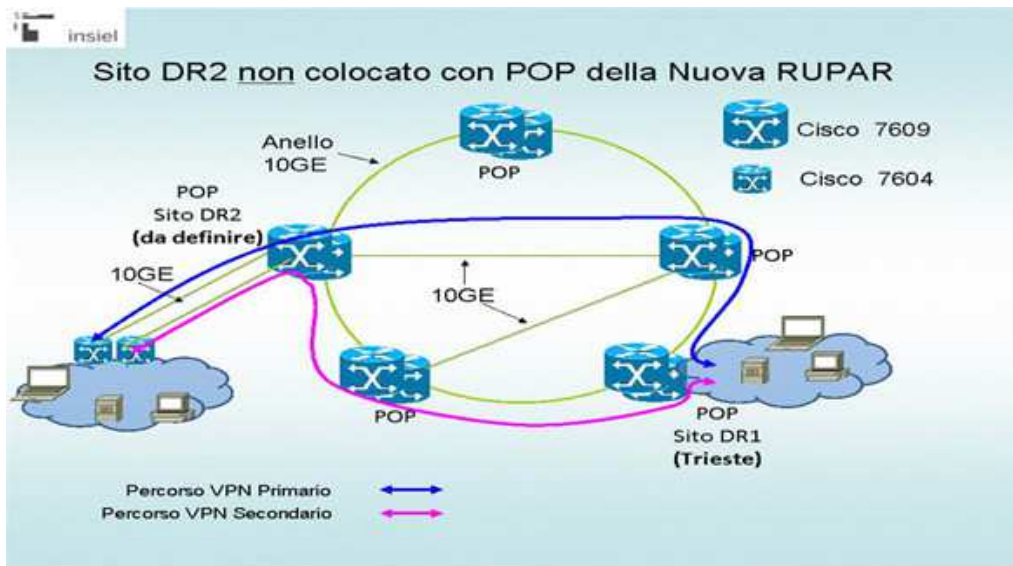 insiel
Sito DR2 non colocato con POP della Nuova RUPAR
Anello
10GE
POP
Cisco 7609
Cisco 7604
POP
Sito DR2
(da definire)
POP
10GE
10GE
POP
POP
Sito DR1
(Trieste)
Percorso VPN Primario
Percorso VPN Secondario